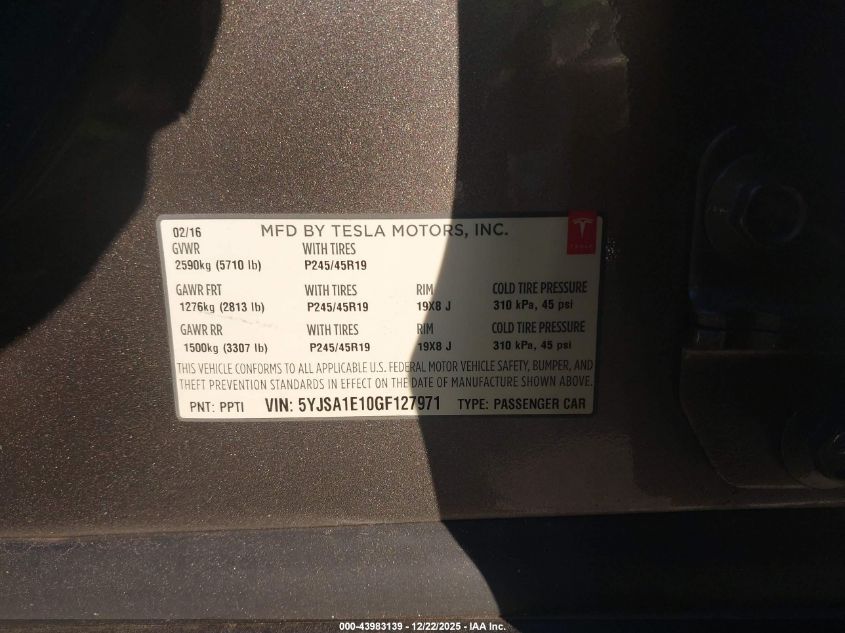 02/16 MFD BY TESLA MOTORS, INC.
TESLA
GVWR WITH TIRES
2590kg (5710 lb) P245/45R19
GAWR FRT WITH TIRES RIM COLD TIRE PRESSURE
1276kg (2813 lb) P245/45R19 19X8 J 310 kPa, 45 psi
GAWR RR WITH TIRES RIM COLD TIRE PRESSURE
1500kg (3307 lb) P245/45R19 19X8 J 310 kPa, 45 psi
THIS VEHICLE CONFORMS TO ALL APPLICABLE U.S. FEDERAL MOTOR VEHICLE SAFETY, BUMPER, AND
THEFT PREVENTION STANDARDS IN EFFECT ON THE DATE OF MANUFACTURE SHOWN ABOVE.
PNT: PPTI VIN: 5YJSA1E10GF127971 TYPE: PASSENGER CAR
000-43983139 - 12/22/2025 - IAA Inc.